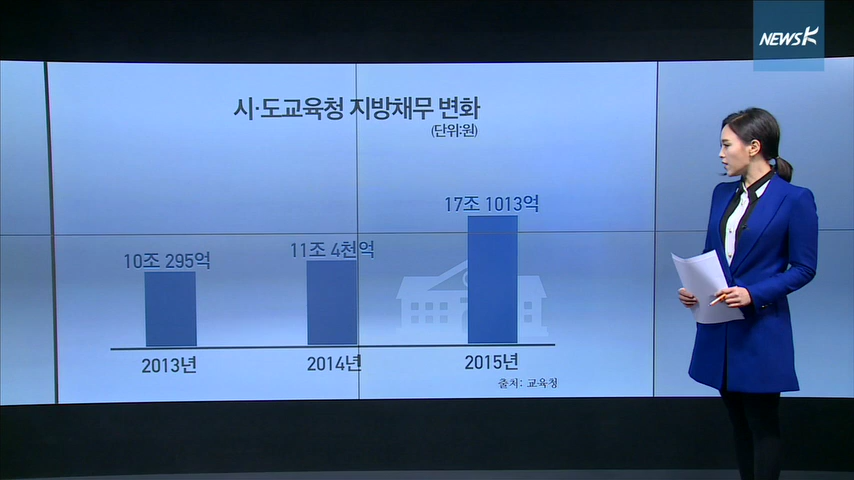 NEWSK
시·도교육청 지방채무 변화
(단위:원)
17조 1013억
11조 4천억
10조 295억
2013년
2014년
2015년
출처: 교육청